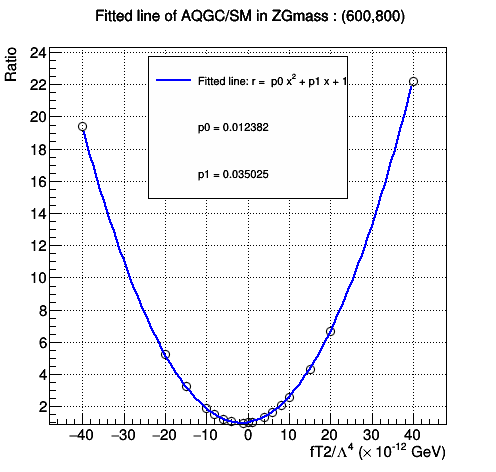 Fitted line of AQGC/SM in ZGmass : (600,800)
Ratio
24
22
20
18
16
14
12
10
8
6
4
2
Fitted line: r = p0 x² + p1 x + 1
p0 = 0.012382
p1 = 0.035025
−40 −30 −20 −10 0 10 20 30 40
fT2/Λ⁴ (× 10⁻¹² GeV)